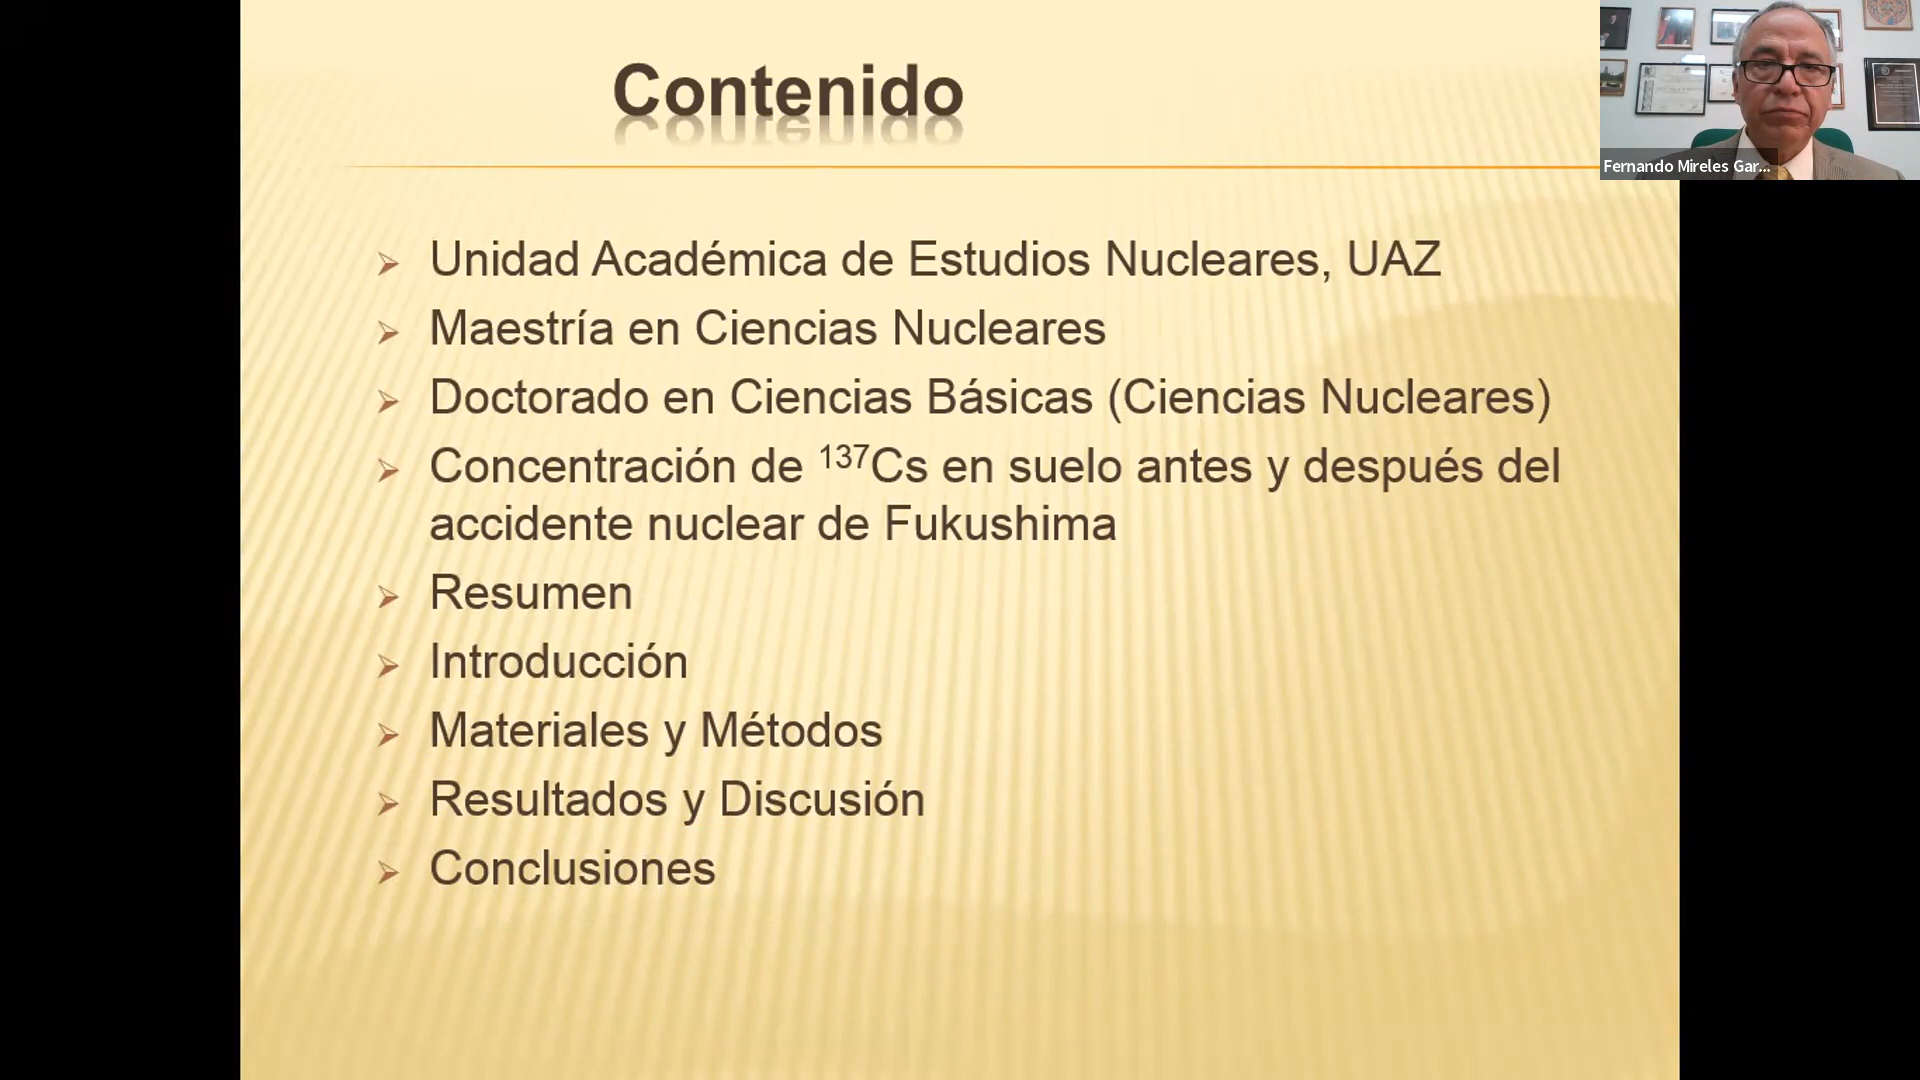 Contenido
Fernando Mireles Gar...
Unidad Académica de Estudios Nucleares, UAZ
Maestría en Ciencias Nucleares
Doctorado en Ciencias Básicas (Ciencias Nucleares)
Concentración de ¹³⁷Cs en suelo antes y después del
accidente nuclear de Fukushima
Resumen
Introducción
Materiales y Métodos
Resultados y Discusión
Conclusiones